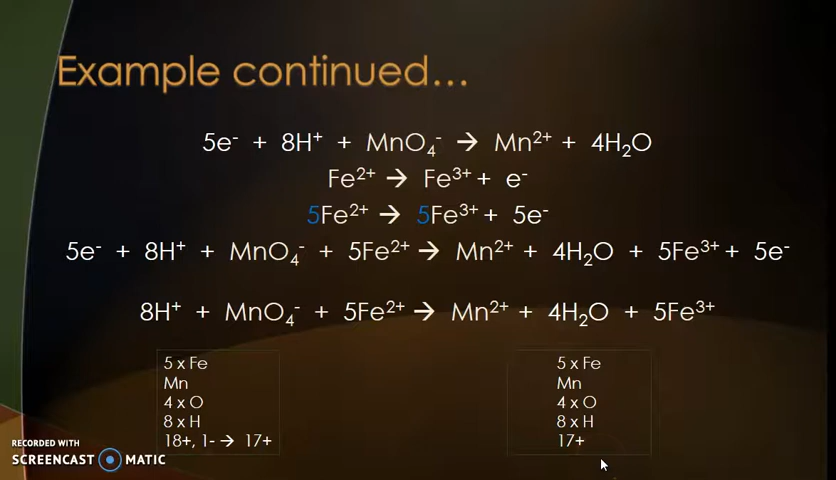 Example continued…
5e⁻ + 8H⁺ + MnO₄⁻ → Mn²⁺ + 4H₂O
Fe²⁺ → Fe³⁺ + e⁻
5Fe²⁺ → 5Fe³⁺ + 5e⁻
5e⁻ + 8H⁺ + MnO₄⁻ + 5Fe²⁺ → Mn²⁺ + 4H₂O + 5Fe³⁺ + 5e⁻
8H⁺ + MnO₄⁻ + 5Fe²⁺ → Mn²⁺ + 4H₂O + 5Fe³⁺
5 x Fe
Mn
4 x O
8 x H
18+, 1- → 17+
5 x Fe
Mn
4 x O
8 x H
17+
RECORDED WITH
SCREENCAST MATIC